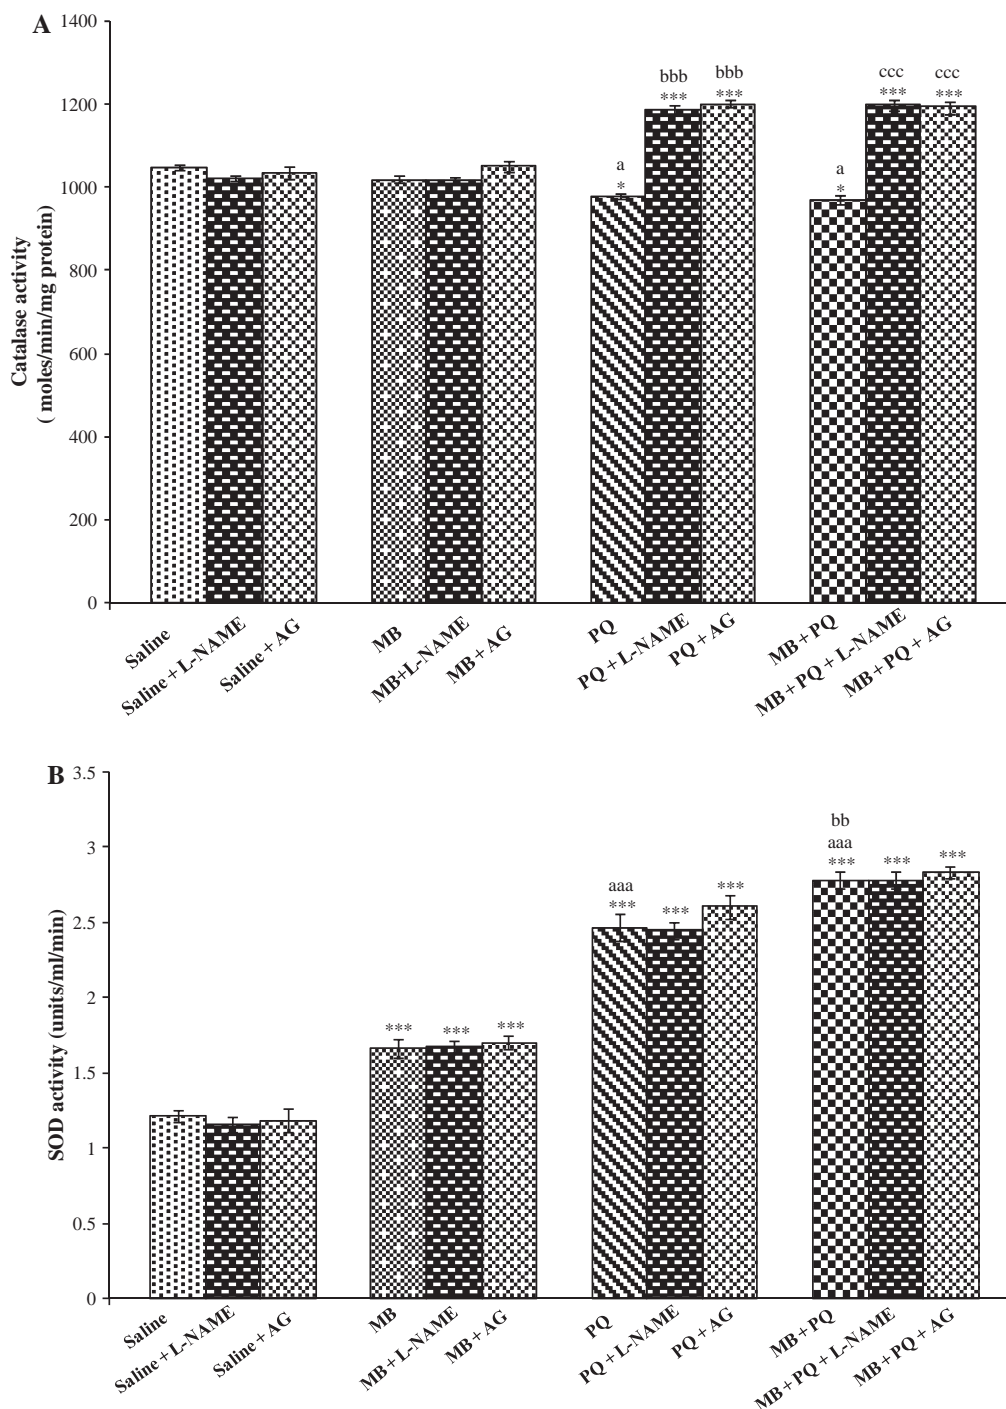 A
1400
1200
1000
800
600
400
200
0
Catalase activity
( moles/min/mg protein)
a
*
bbb
***
bbb
***
a
*
ccc
***
ccc
***
Saline
Saline + L-NAME
Saline + AG
MB
MB+L-NAME
MB + AG
PQ
PQ + L-NAME
PQ + AG
MB + PQ
MB + PQ + L-NAME
MB + PQ + AG
B
3.5
3
2.5
2
1.5
1
0.5
0
SOD activity (units/ml/min)
***
***
***
aaa
***
***
***
bb
aaa
***
***
***
Saline
Saline + L-NAME
Saline + AG
MB
MB + L-NAME
MB + AG
PQ
PQ + L-NAME
PQ + AG
MB + PQ
MB + PQ + L-NAME
MB + PQ + AG